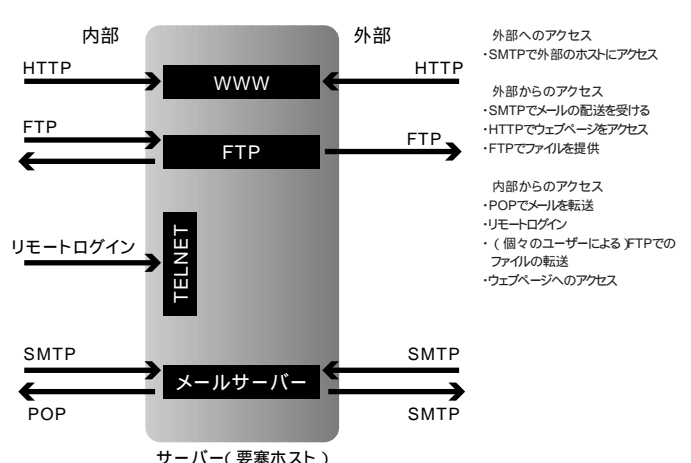 内部
外部
HTTP
WWW
HTTP
FTP
FTP
FTP
リモートログイン
TELNET
SMTP
メールサーバー
SMTP
POP
SMTP
サーバー(要塞ホスト)
外部へのアクセス
・SMTPで外部のホストにアクセス
外部からのアクセス
・SMTPでメールの配送を受ける
・HTTPでウェブページをアクセス
・FTPでファイルを提供
内部からのアクセス
・POPでメールを転送
・リモートログイン
・(個々のユーザーによる)FTPでの
ファイルの転送
・ウェブページへのアクセス